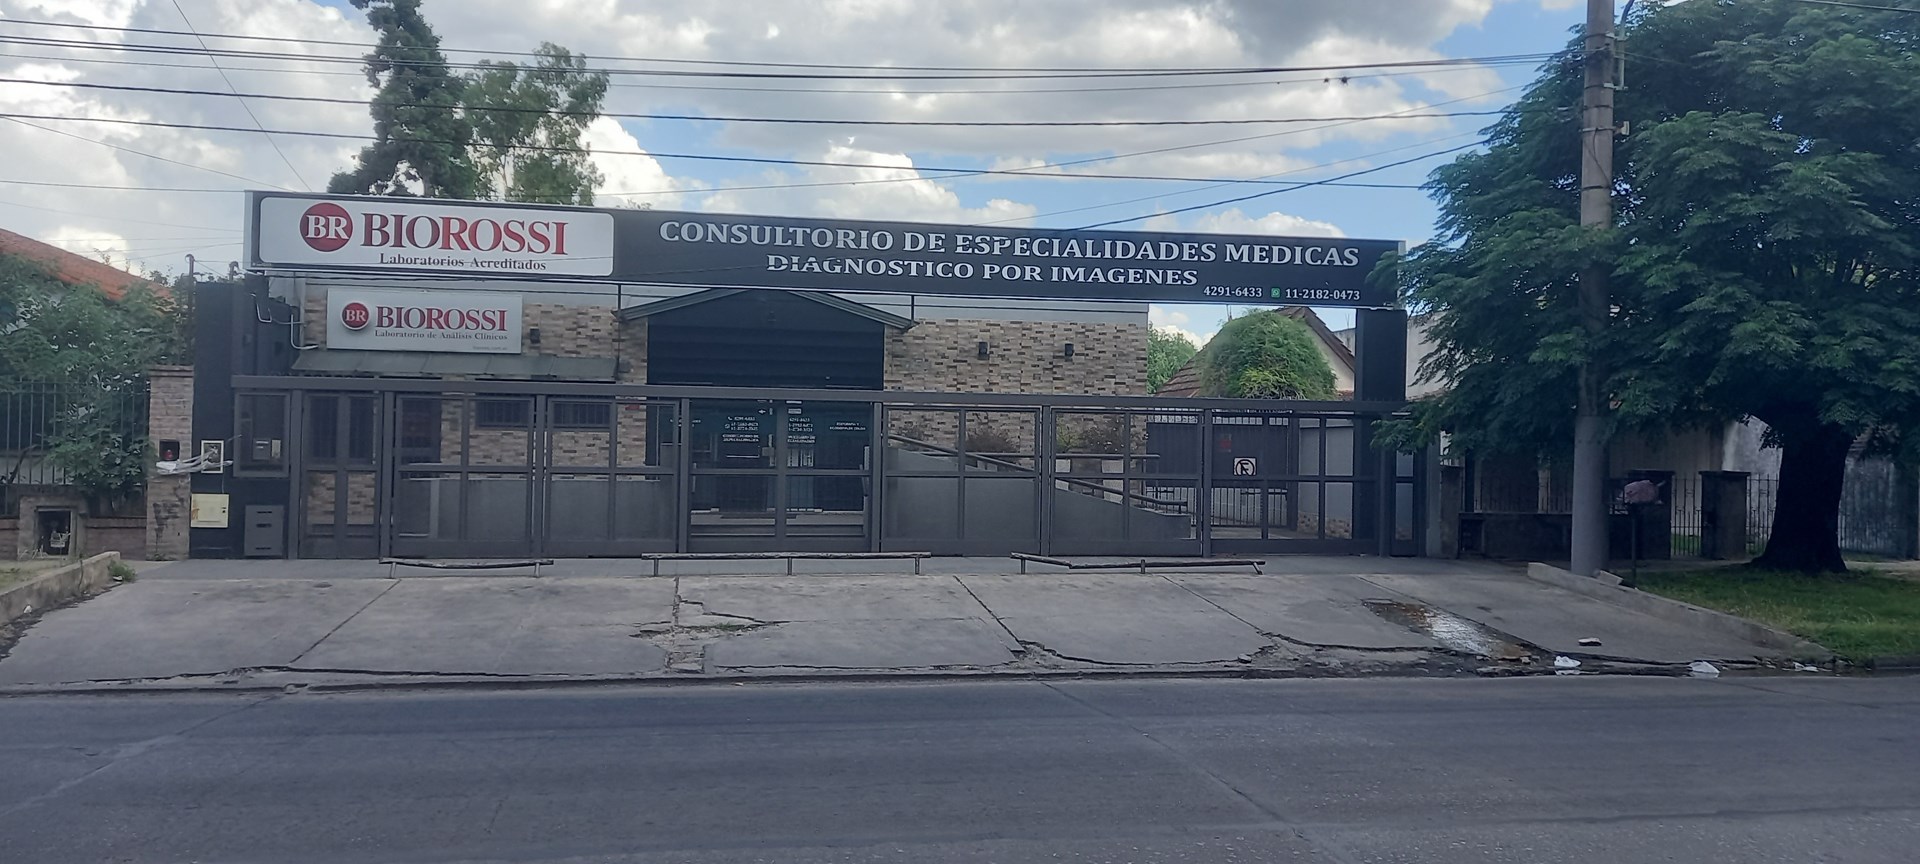 BR BIOROSSI
Laboratorios Acreditados
CONSULTORIO DE ESPECIALIDADES MEDICAS
DIAGNOSTICO POR IMAGENES
4291-6433 11-2182-0473
BR BIOROSSI
Laboratorio de Análisis Clínicos
E